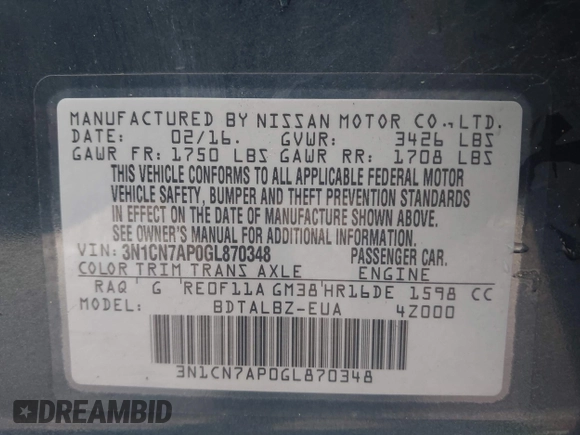 MANUFACTURED BY NISSAN MOTOR CO.,LTD.
DATE: 02/16. GVWR: 3426 LBS
GAWR FR: 1750 LBS GAWR RR: 1708 LBS
THIS VEHICLE CONFORMS TO ALL APPLICABLE FEDERAL MOTOR
VEHICLE SAFETY, BUMPER AND THEFT PREVENTION STANDARDS
IN EFFECT ON THE DATE OF MANUFACTURE SHOWN ABOVE.
SEE OWNER'S MANUAL FOR ADDITIONAL INFORMATION.
VIN: 3N1CN7AP0GL870348 PASSENGER CAR.
COLOR TRIM TRANS AXLE ENGINE
RAQ G RE0F11A GM38 HR16DE 1598 CC
MODEL: BDTALBZ-EUA 4Z000
3N1CN7AP0GL870348
DREAMBID